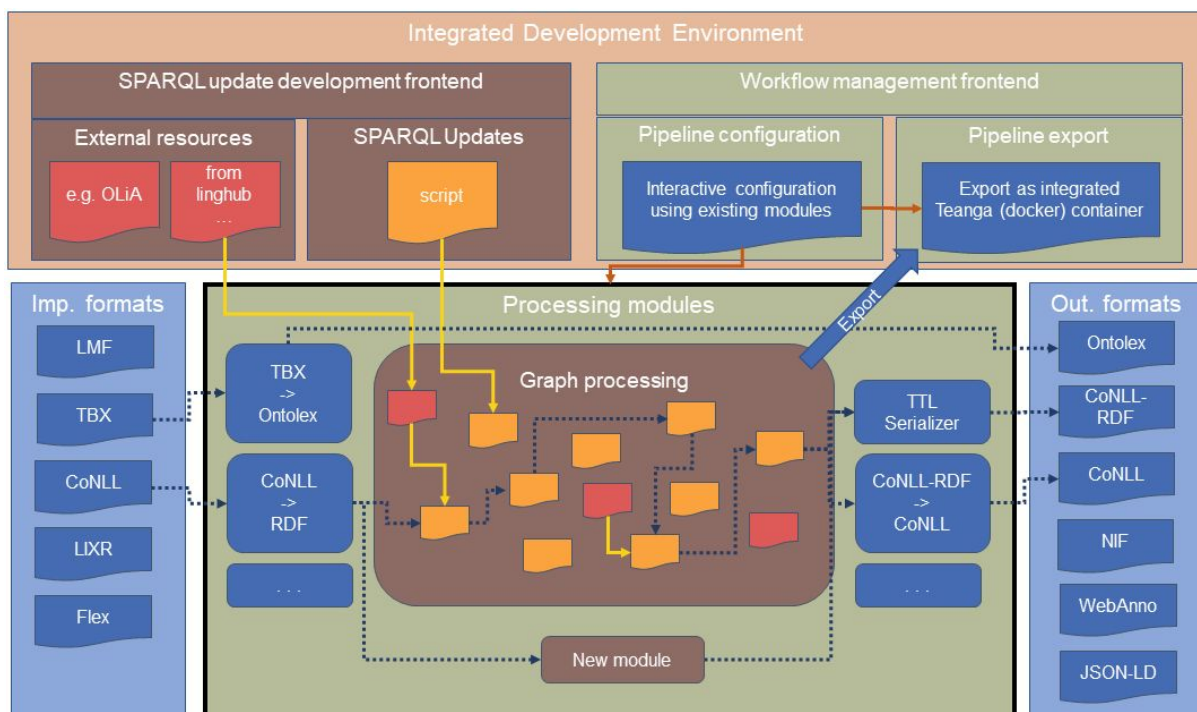 Integrated Development Environment
SPARQL update development frontend
External resources
e.g. OLiA
from
linghub
...
SPARQL Updates
script
Workflow management frontend
Pipeline configuration
Interactive configuration
using existing modules
Pipeline export
Export as integrated
Teanga (docker) container
Export
Imp. formats
LMF
TBX
CoNLL
LIXR
Flex
Processing modules
TBX
->
Ontolex
CoNLL
->
RDF
. . .
Graph processing
New module
TTL
Serializer
CoNLL-RDF
->
CoNLL
. . .
Out. formats
Ontolex
CoNLL-
RDF
CoNLL
NIF
WebAnno
JSON-LD